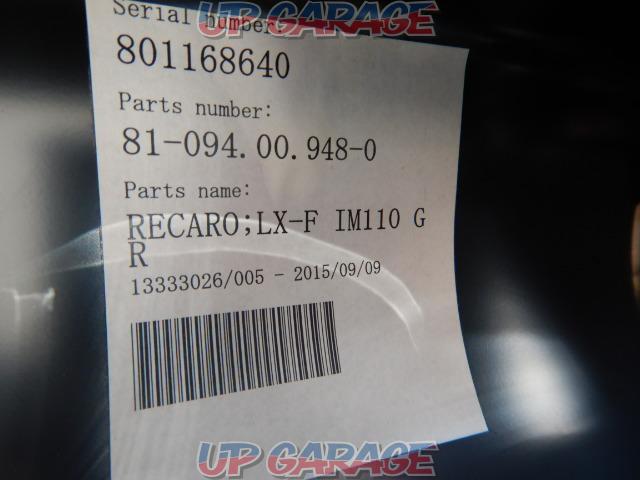 UP GARAGE
Serial number:
801168640
Parts number:
81-094.00.948-0
Parts name:
RECARO;LX-F IM110 G
R
13333026/005 - 2015/09/09
UP GARAGE